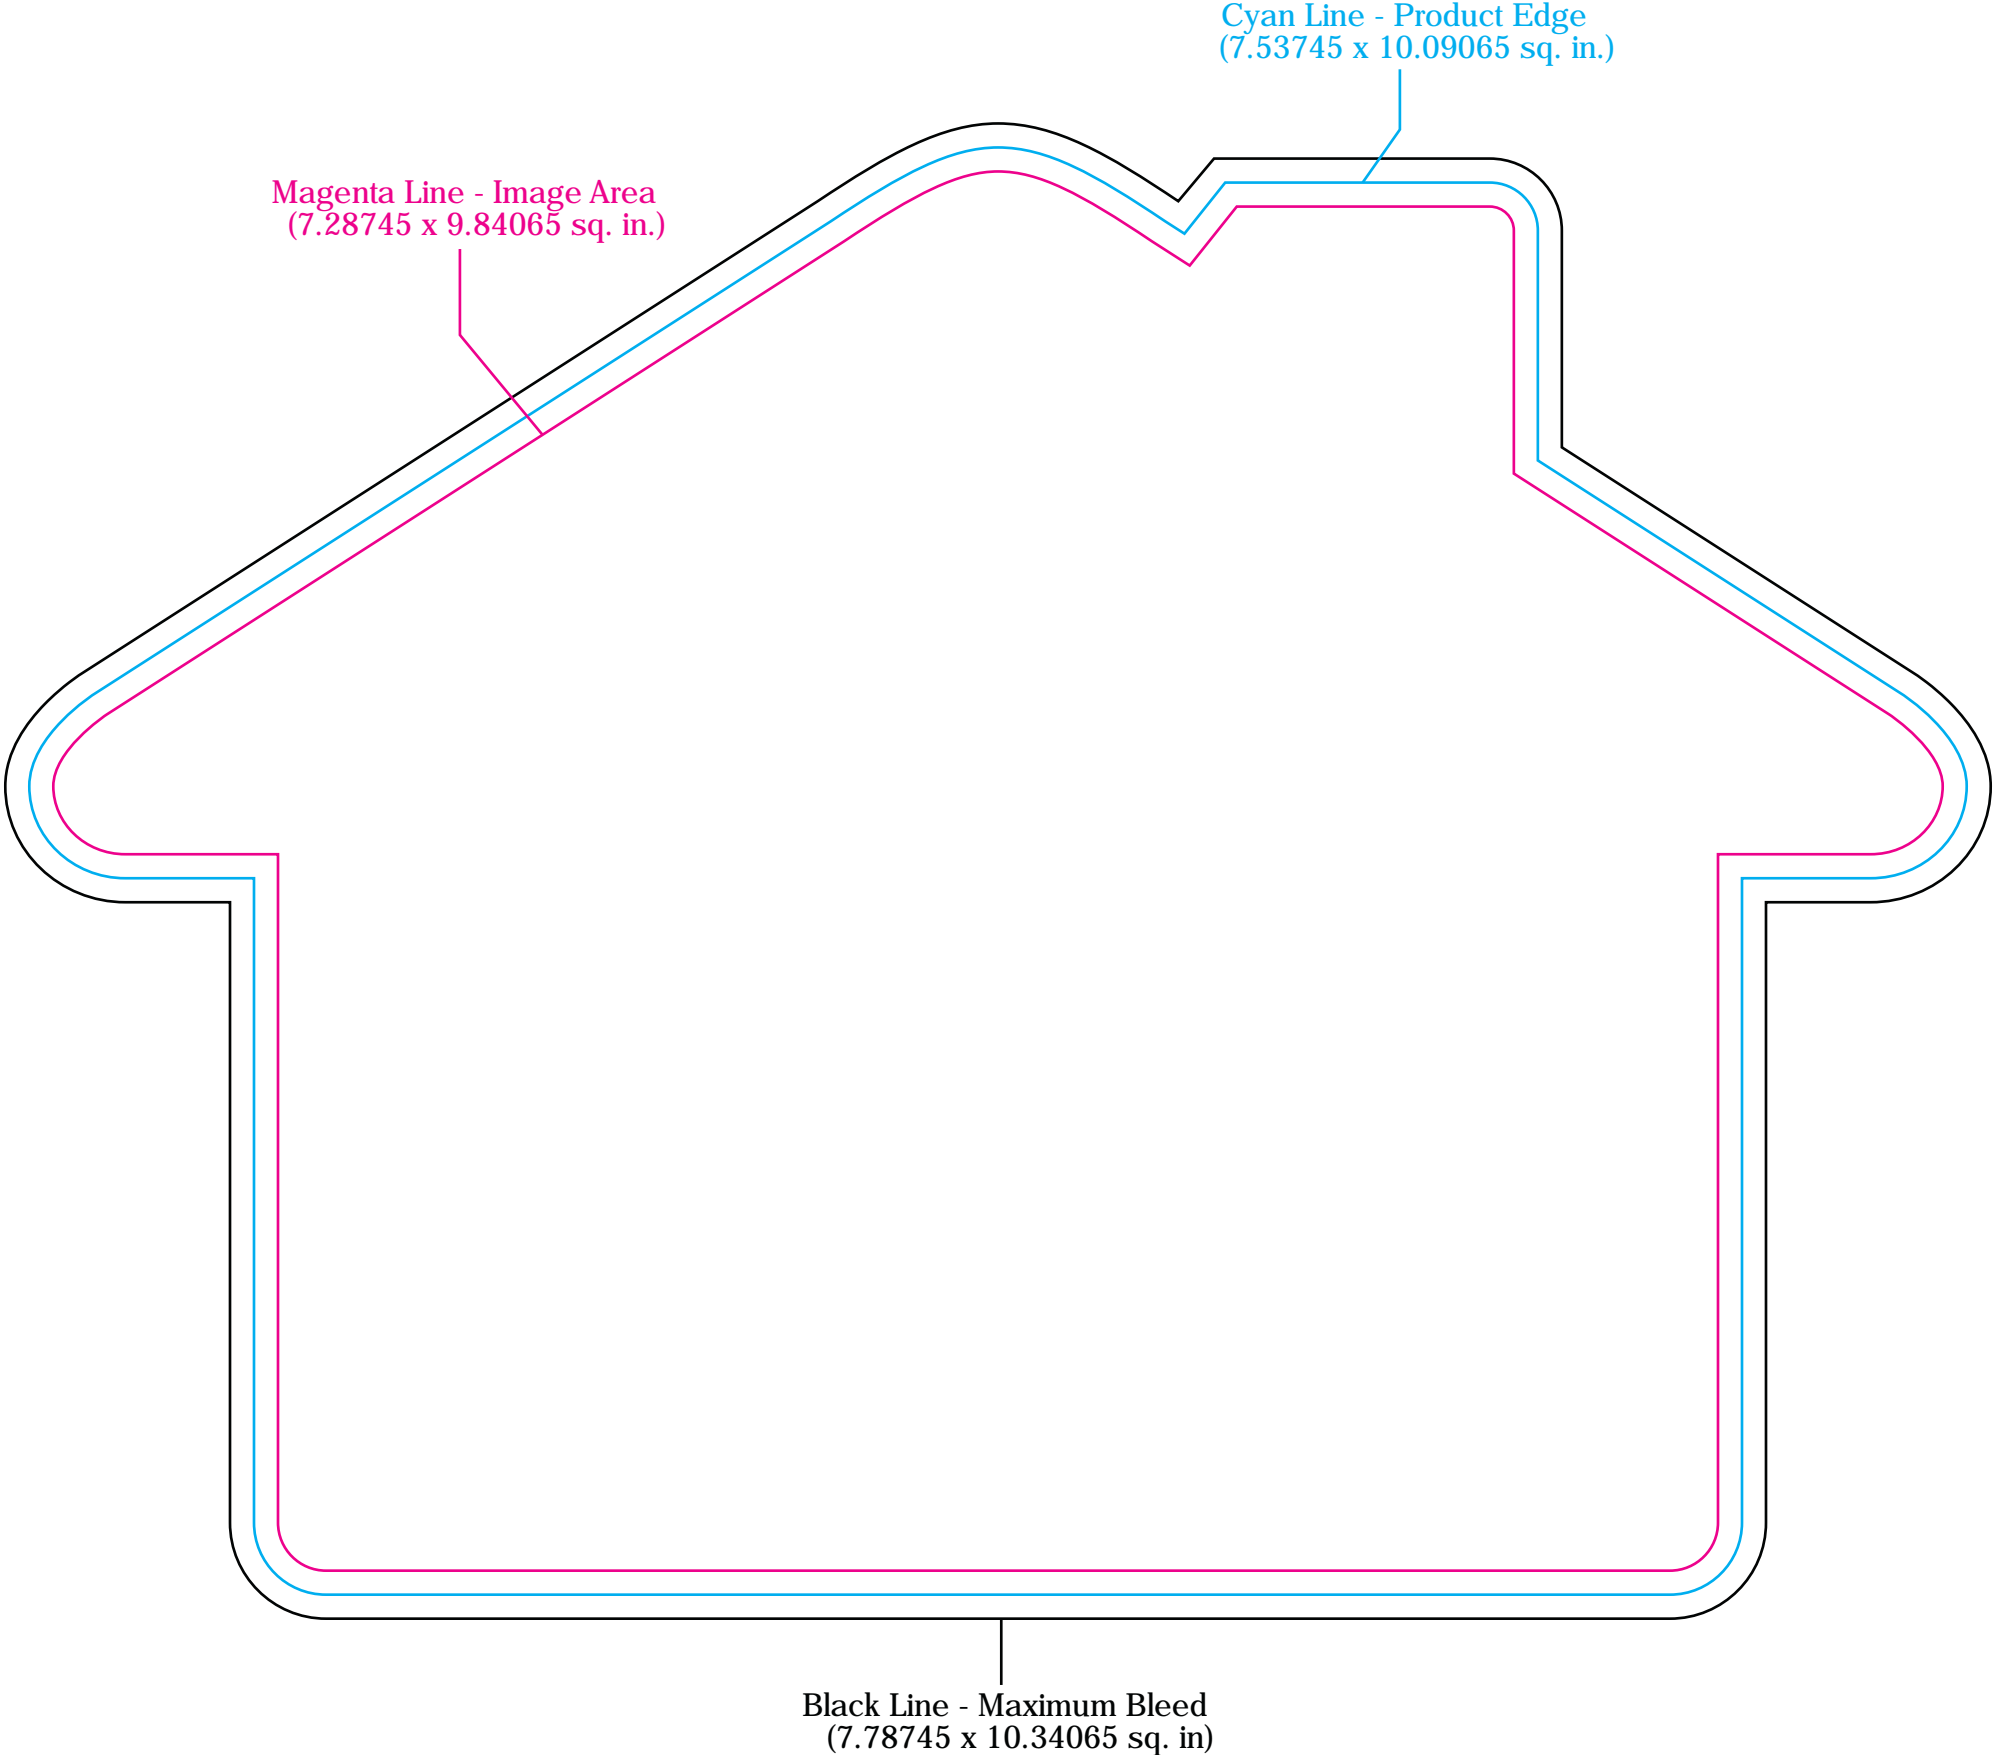 Cyan Line - Product Edge
(7.53745 x 10.09065 sq. in.)
Magenta Line - Image Area
(7.28745 x 9.84065 sq. in.)
Black Line - Maximum Bleed
(7.78745 x 10.34065 sq. in)